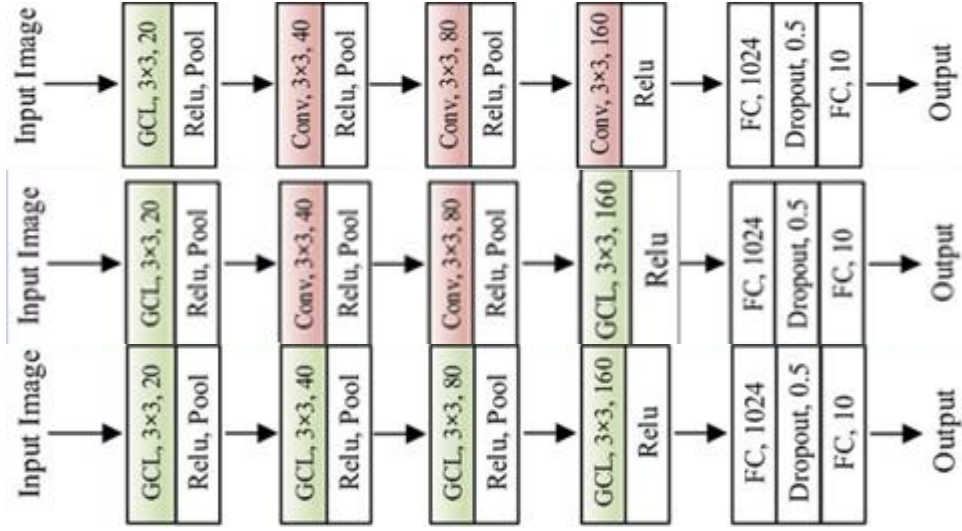 Input Image
GCL, 3×3, 20
Relu, Pool
Conv, 3×3, 40
Relu, Pool
Conv, 3×3, 80
Relu, Pool
Conv, 3×3, 160
Relu
FC, 1024
Dropout, 0.5
FC, 10
Output
Input Image
GCL, 3×3, 20
Relu, Pool
Conv, 3×3, 40
Relu, Pool
Conv, 3×3, 80
Relu, Pool
GCL, 3×3, 160
Relu
FC, 1024
Dropout, 0.5
FC, 10
Output
Input Image
GCL, 3×3, 20
Relu, Pool
GCL, 3×3, 40
Relu, Pool
GCL, 3×3, 80
Relu, Pool
GCL, 3×3, 160
Relu
FC, 1024
Dropout, 0.5
FC, 10
Output